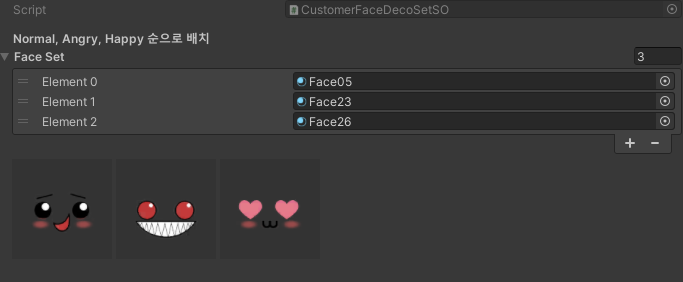 Script
CustomerFaceDecoSetSO
Normal, Angry, Happy 순으로 배치
Face Set
3
Element 0
Face05
Element 1
Face23
Element 2
Face26